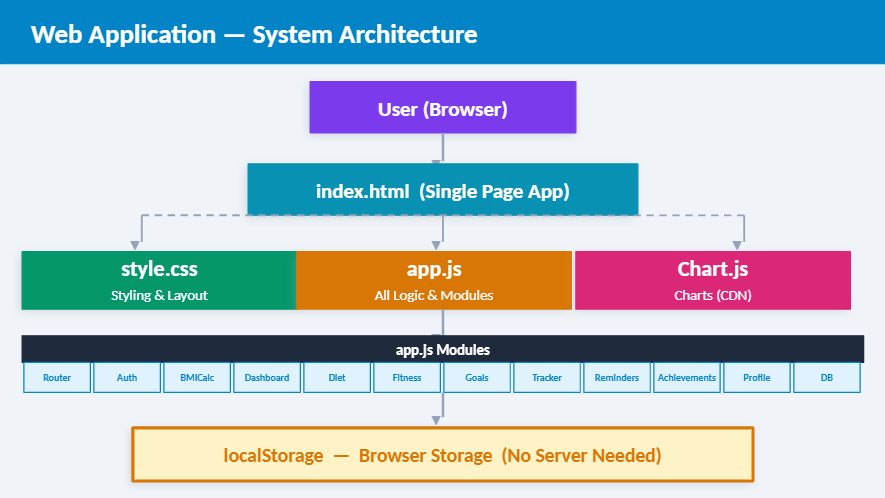 Web Application — System Architecture
User (Browser)
index.html (Single Page App)
style.css
Styling & Layout
app.js
All Logic & Modules
Chart.js
Charts (CDN)
app.js Modules
Router Auth BMICalc Dashboard Diet Fitness Goals Tracker Reminders Achievements Profile DB
localStorage — Browser Storage (No Server Needed)